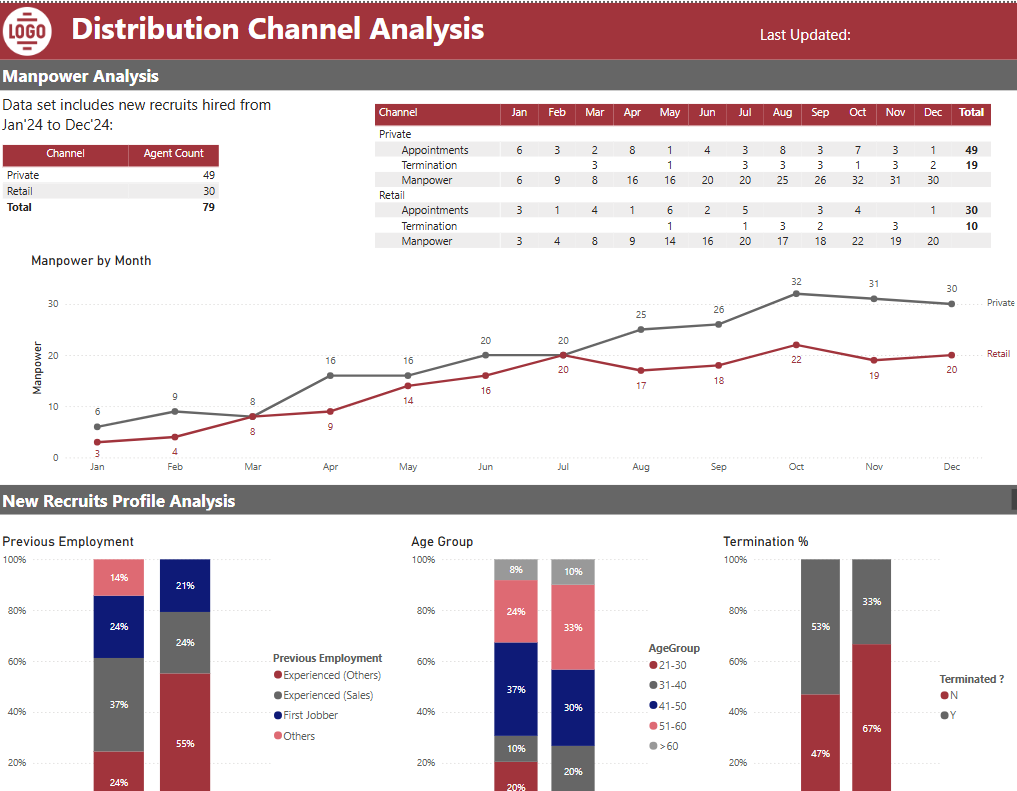 LOGO
Distribution Channel Analysis
Last Updated:
Manpower Analysis
Data set includes new recruits hired from
Jan'24 to Dec'24:
Channel Agent Count
Private 49
Retail 30
Total 79
Channel Jan Feb Mar Apr May Jun Jul Aug Sep Oct Nov Dec Total
Private
Appointments 6 3 2 8 1 4 3 8 3 7 3 1 49
Termination 3 1 3 3 3 1 3 2 19
Manpower 6 9 8 16 16 20 20 25 26 32 31 30
Retail
Appointments 3 1 4 1 6 2 5 3 4 1 30
Termination 1 1 3 2 3 10
Manpower 3 4 8 9 14 16 20 17 18 22 19 20
Manpower by Month
Manpower
30
20
10
0
6 9 8 16 16 20 20 25 26 32 31 30
Private
3 4 8 9 14 16 20 17 18 22 19 20
Retail
Jan Feb Mar Apr May Jun Jul Aug Sep Oct Nov Dec
New Recruits Profile Analysis
Previous Employment
100%
80%
60%
40%
20%
14%
24%
37%
24%
21%
24%
55%
Previous Employment
Experienced (Others)
Experienced (Sales)
First Jobber
Others
Age Group
100%
80%
60%
40%
20%
8%
24%
37%
10%
20%
10%
33%
30%
20%
AgeGroup
21-30
31-40
41-50
51-60
>60
Termination %
100%
80%
60%
40%
20%
53%
47%
33%
67%
Terminated ?
N
Y